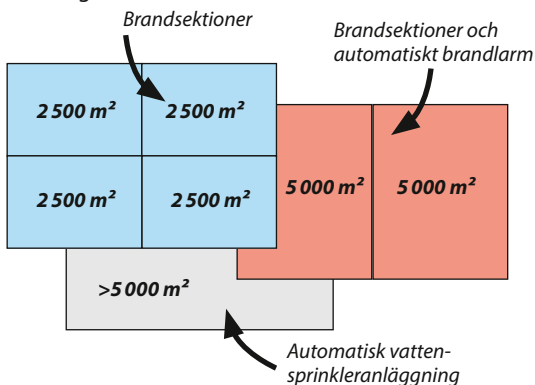 Brandsektioner
Brandsektioner och
automatiskt brandlarm
2 500 m²
2 500 m²
5 000 m²
5 000 m²
2 500 m²
2 500 m²
>5 000 m²
Automatisk vatten-
sprinkleranläggning